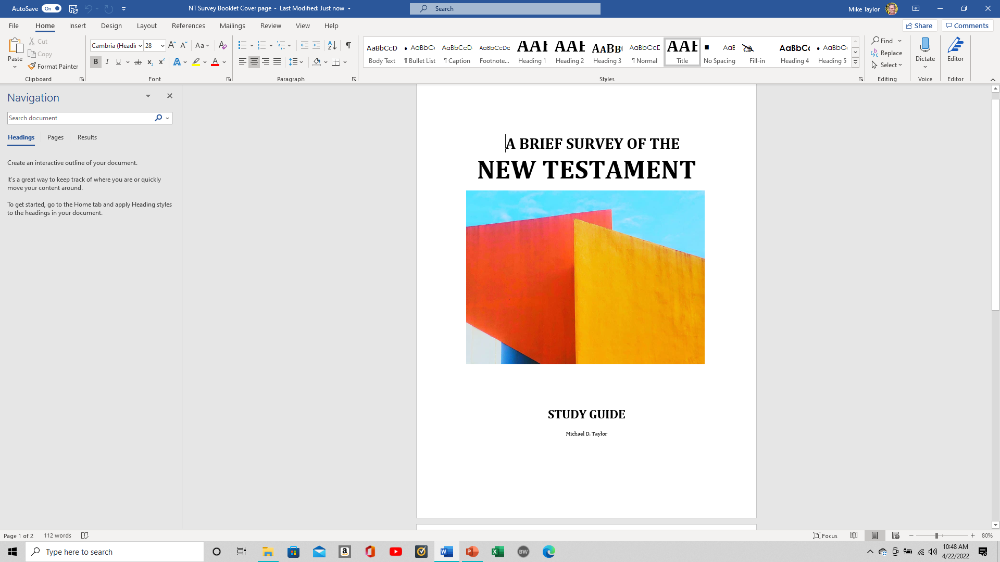 AutoSave On NT Survey Booklet Cover page - Last Modified: Just now Search Mike Taylor
File Home Insert Design Layout References Mailings Review View Help Share Comments
Paste Cut Copy Format Painter
Clipboard
Cambria (Headi 28 Aa
B I U ab x₂ x² A A
Font
Paragraph
AaBbCcD Body Text
AaBbC ¶ Bullet List
AaBbCcD ¶ Caption
AaBbCcDc Footnote...
AAI Heading 1
AAE Heading 2
AABB Heading 3
AaBbCcD ¶ Normal
AAE Title
AaB No Spacing
Fill-in
AaBbCc Heading 4
AaBbC Heading 5
Styles
Find
Replace
Select
Editing
Dictate
Voice
Editor
Editor
Navigation
Search document
Headings Pages Results
Create an interactive outline of your document.
It's a great way to keep track of where you are or quickly
move your content around.
To get started, go to the Home tab and apply Heading styles
to the headings in your document.
A BRIEF SURVEY OF THE
NEW TESTAMENT
STUDY GUIDE
Michael D. Taylor
Page 1 of 2 112 words Focus 80%
Type here to search
BW
10:48 AM
4/22/2022